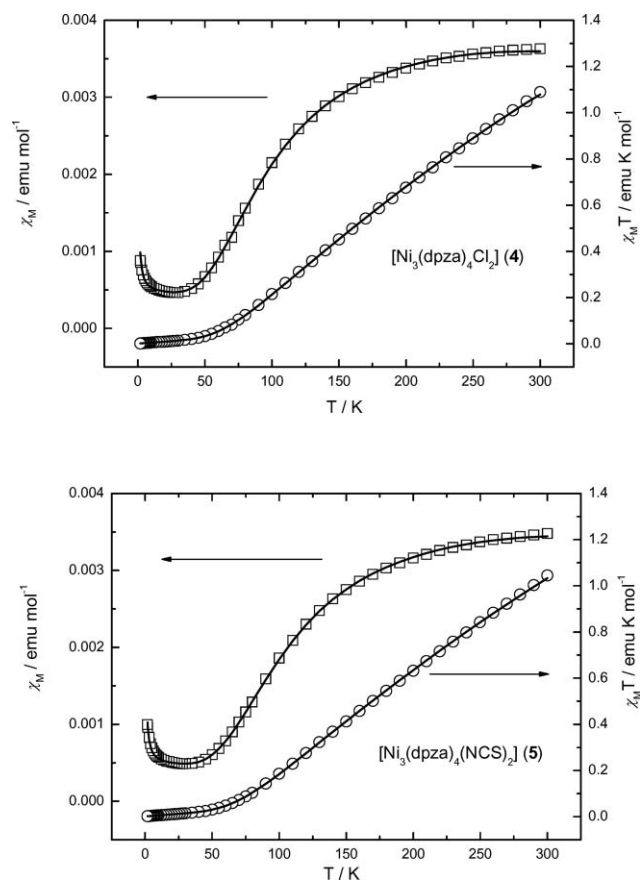 0.004
0.003
0.002
0.001
0.000
χM / emu mol⁻¹
1.4
1.2
1.0
0.8
0.6
0.4
0.2
0.0
χMT / emu K mol⁻¹
[Ni₃(dpza)₄Cl₂] (4)
0 50 100 150 200 250 300
T / K
0.004
0.003
0.002
0.001
0.000
χM / emu mol⁻¹
1.4
1.2
1.0
0.8
0.6
0.4
0.2
0.0
χMT / emu K mol⁻¹
[Ni₃(dpza)₄(NCS)₂] (5)
0 50 100 150 200 250 300
T / K